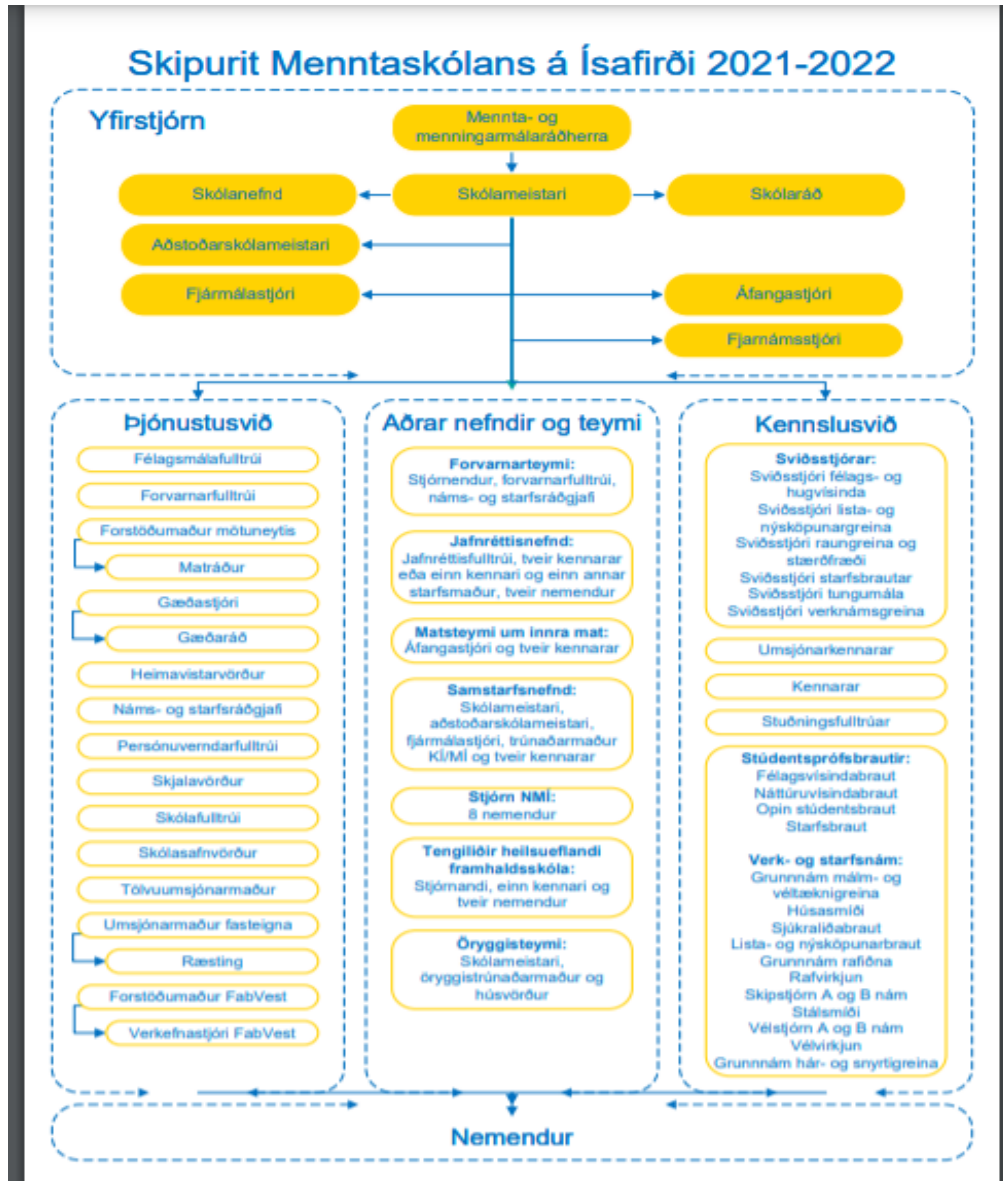 Skipurit Menntaskólans á Ísafirði 2021-2022
Yfirstjórn
Mennta- og
menningarmálaráðherra
Skólanefnd
Skólameistari
Skólaráð
Aðstoðarskólameistari
Fjármálastjóri
Áfangastjóri
Fjarnámsstjóri
Þjónustusvið
Félagsmálafulltrúi
Forvarnarfulltrúi
Forstöðumaður mötuneytis
Matráður
Gæðastjóri
Gæðaráð
Heimavistarvörður
Náms- og starfsráðgjafi
Persónuverndarfulltrúi
Skjalavörður
Skólafulltrúi
Skólasafnvörður
Tölvuumsjónarmaður
Umsjónarmaður fasteigna
Ræsting
Forstöðumaður FabVest
Verkefnastjóri FabVest
Aðrar nefndir og teymi
Forvarnarteymi:
Stjórnendur, forvarnarfulltrúi,
náms- og starfsráðgjafi
Jafnréttisnefnd:
Jafnréttisfulltrúi, tveir kennarar
eða einn kennari og einn annar
starfsmaður, tveir nemendur
Matsteymi um innra mat:
Áfangastjóri og tveir kennarar
Samstarfsnefnd:
Skólameistari,
aðstoðarskólameistari,
fjármálastjóri, trúnaðarmaður
KÍ/MÍ og tveir kennarar
Stjórn NMÍ:
8 nemendur
Tengiliðir heilsueflandi
framhaldsskóla:
Stjórnandi, einn kennari og
tveir nemendur
Öryggisteymi:
Skólameistari,
öryggistrúnaðarmaður og
húsvörður
Kennslusvið
Sviðsstjórar:
Sviðsstjóri félags- og
hugvísinda
Sviðsstjóri lista- og
nýsköpunargreina
Sviðsstjóri raungreina og
stærðfræði
Sviðsstjóri starfsbrautar
Sviðsstjóri tungumála
Sviðsstjóri verknámsgreina
Umsjónarkennarar
Kennarar
Stuðningsfulltrúar
Stúdentsprófsbrautir:
Félagsvísindabraut
Náttúruvísindabraut
Opin stúdentsbraut
Starfsbraut
Verk- og starfsnám:
Grunnnám málm- og
véltæknigreina
Húsasmíði
Sjúkraliðabraut
Lista- og nýsköpunarbraut
Grunnnám rafiðna
Rafvirkjun
Skipstjórn A og B nám
Stálsmíði
Vélstjórn A og B nám
Vélvirkjun
Grunnnám hár- og snyrtigreina
Nemendur